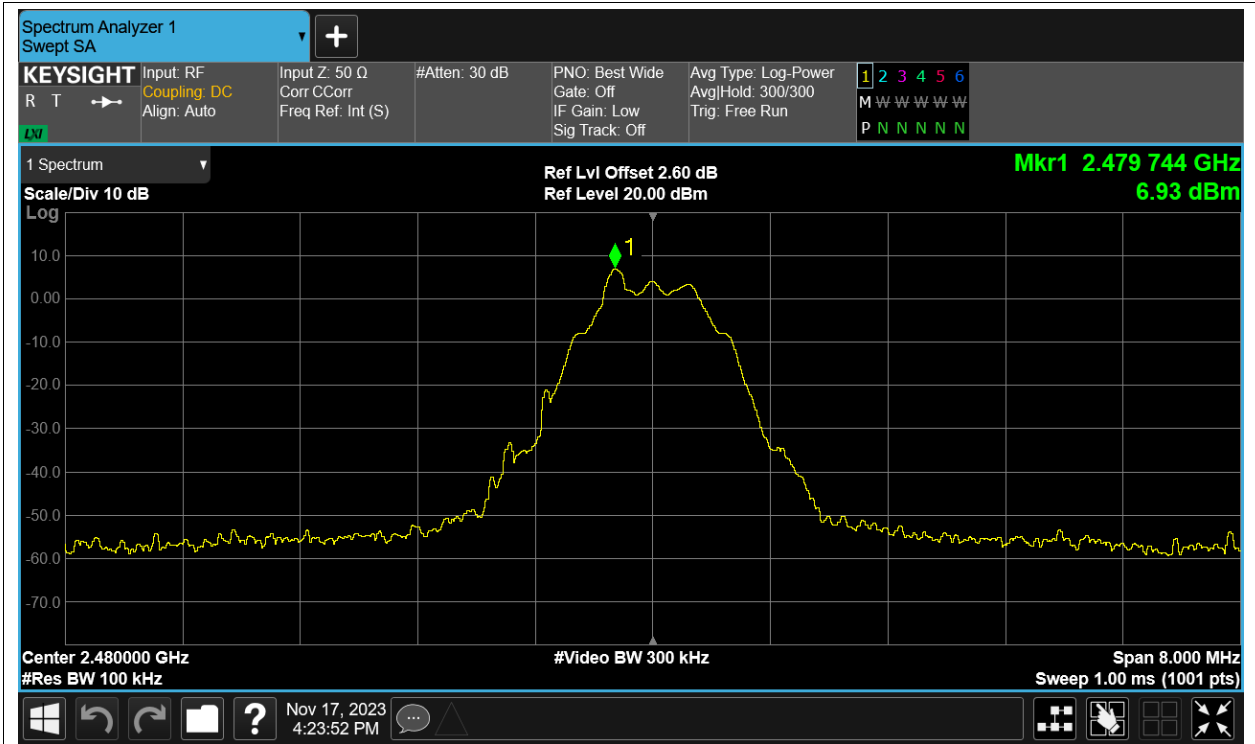 Spectrum Analyzer 1
Swept SA
KEYSIGHT
R T
LXI
Input: RF
Coupling: DC
Align: Auto
Input Z: 50 Ω
Corr CCorr
Freq Ref: Int (S)
#Atten: 30 dB
PNO: Best Wide
Gate: Off
IF Gain: Low
Sig Track: Off
Avg Type: Log-Power
Avg|Hold: 300/300
Trig: Free Run
1 2 3 4 5 6
M W W W W W
P N N N N N
1 Spectrum
Scale/Div 10 dB
Log
Ref Lvl Offset 2.60 dB
Ref Level 20.00 dBm
Mkr1 2.479 744 GHz
6.93 dBm
1
10.0
0.00
-10.0
-20.0
-30.0
-40.0
-50.0
-60.0
-70.0
Center 2.480000 GHz
#Res BW 100 kHz
#Video BW 300 kHz
Span 8.000 MHz
Sweep 1.00 ms (1001 pts)
?
Nov 17, 2023
4:23:52 PM